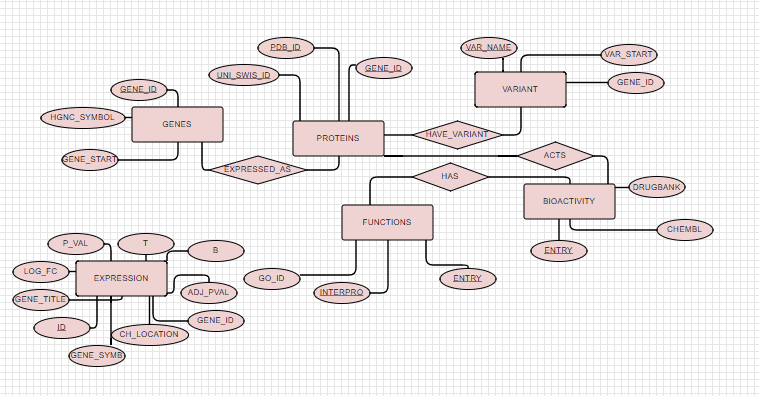 PDB_ID
VAR_NAME
VAR_START
UNI_SWIS_ID
GENE_ID
GENE_ID
GENE_ID
VARIANT
HGNC_SYMBOL
GENES
PROTEINS
HAVE_VARIANT
GENE_START
EXPRESSED_AS
ACTS
HAS
DRUGBANK
BIOACTIVITY
FUNCTIONS
CHEMBL
P_VAL
T
B
ENTRY
LOG_FC
EXPRESSION
GO_ID
ENTRY
GENE_TITLE
ADJ_PVAL
INTERPRO
ID
CH_LOCATION
GENE_ID
GENE_SYMB